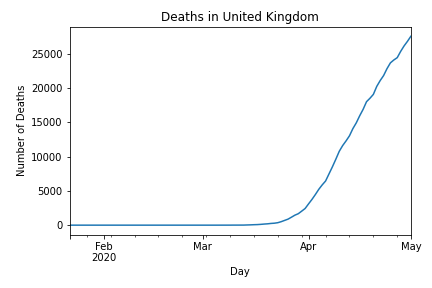 Deaths in United Kingdom
Number of Deaths
25000
20000
15000
10000
5000
0
Feb
2020
Mar
Apr
May
Day